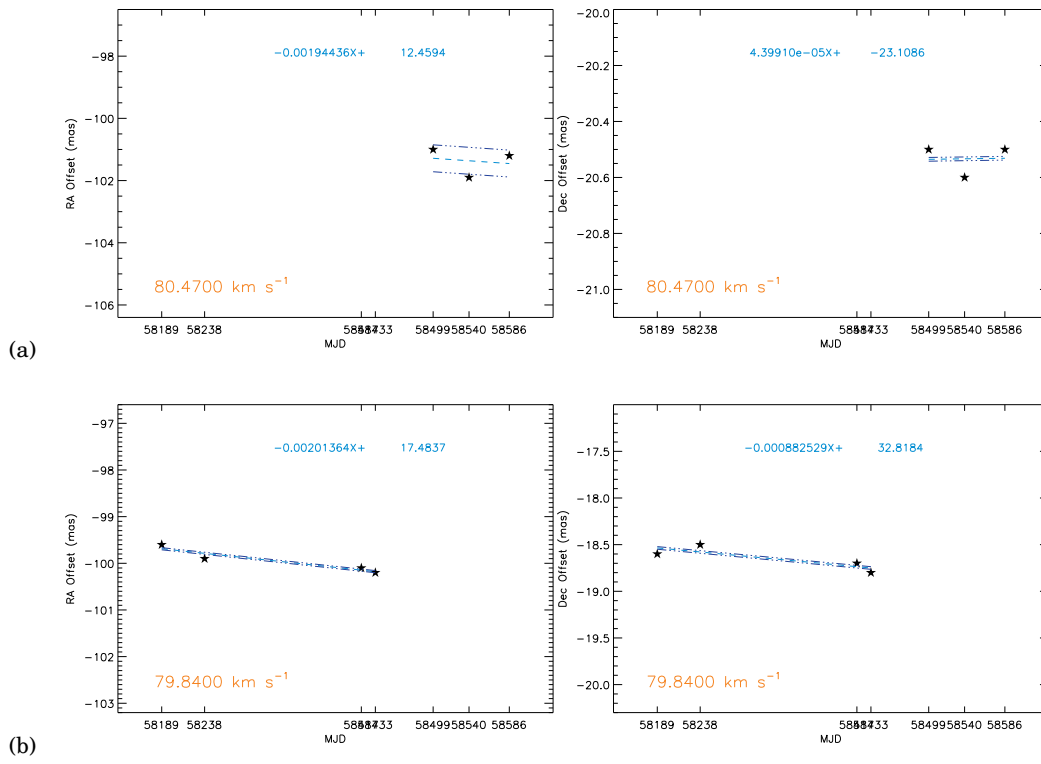 -0.00194436X+ 12.4594
-98
-100
-102
-104
-106
RA Offset (mas)
80.4700 km s⁻¹
58189 58238 58433 58499 58540 58586
MJD
4.39910e-05X+ -23.1086
-20.0
-20.2
-20.4
-20.6
-20.8
-21.0
Dec Offset (mas)
80.4700 km s⁻¹
58189 58238 58433 58499 58540 58586
MJD
(a)
-0.00201364X+ 17.4837
-97
-98
-99
-100
-101
-102
-103
RA Offset (mas)
79.8400 km s⁻¹
58189 58238 58433 58499 58540 58586
MJD
-0.000882529X+ 32.8184
-17.5
-18.0
-18.5
-19.0
-19.5
-20.0
Dec Offset (mas)
79.8400 km s⁻¹
58189 58238 58433 58499 58540 58586
MJD
(b)